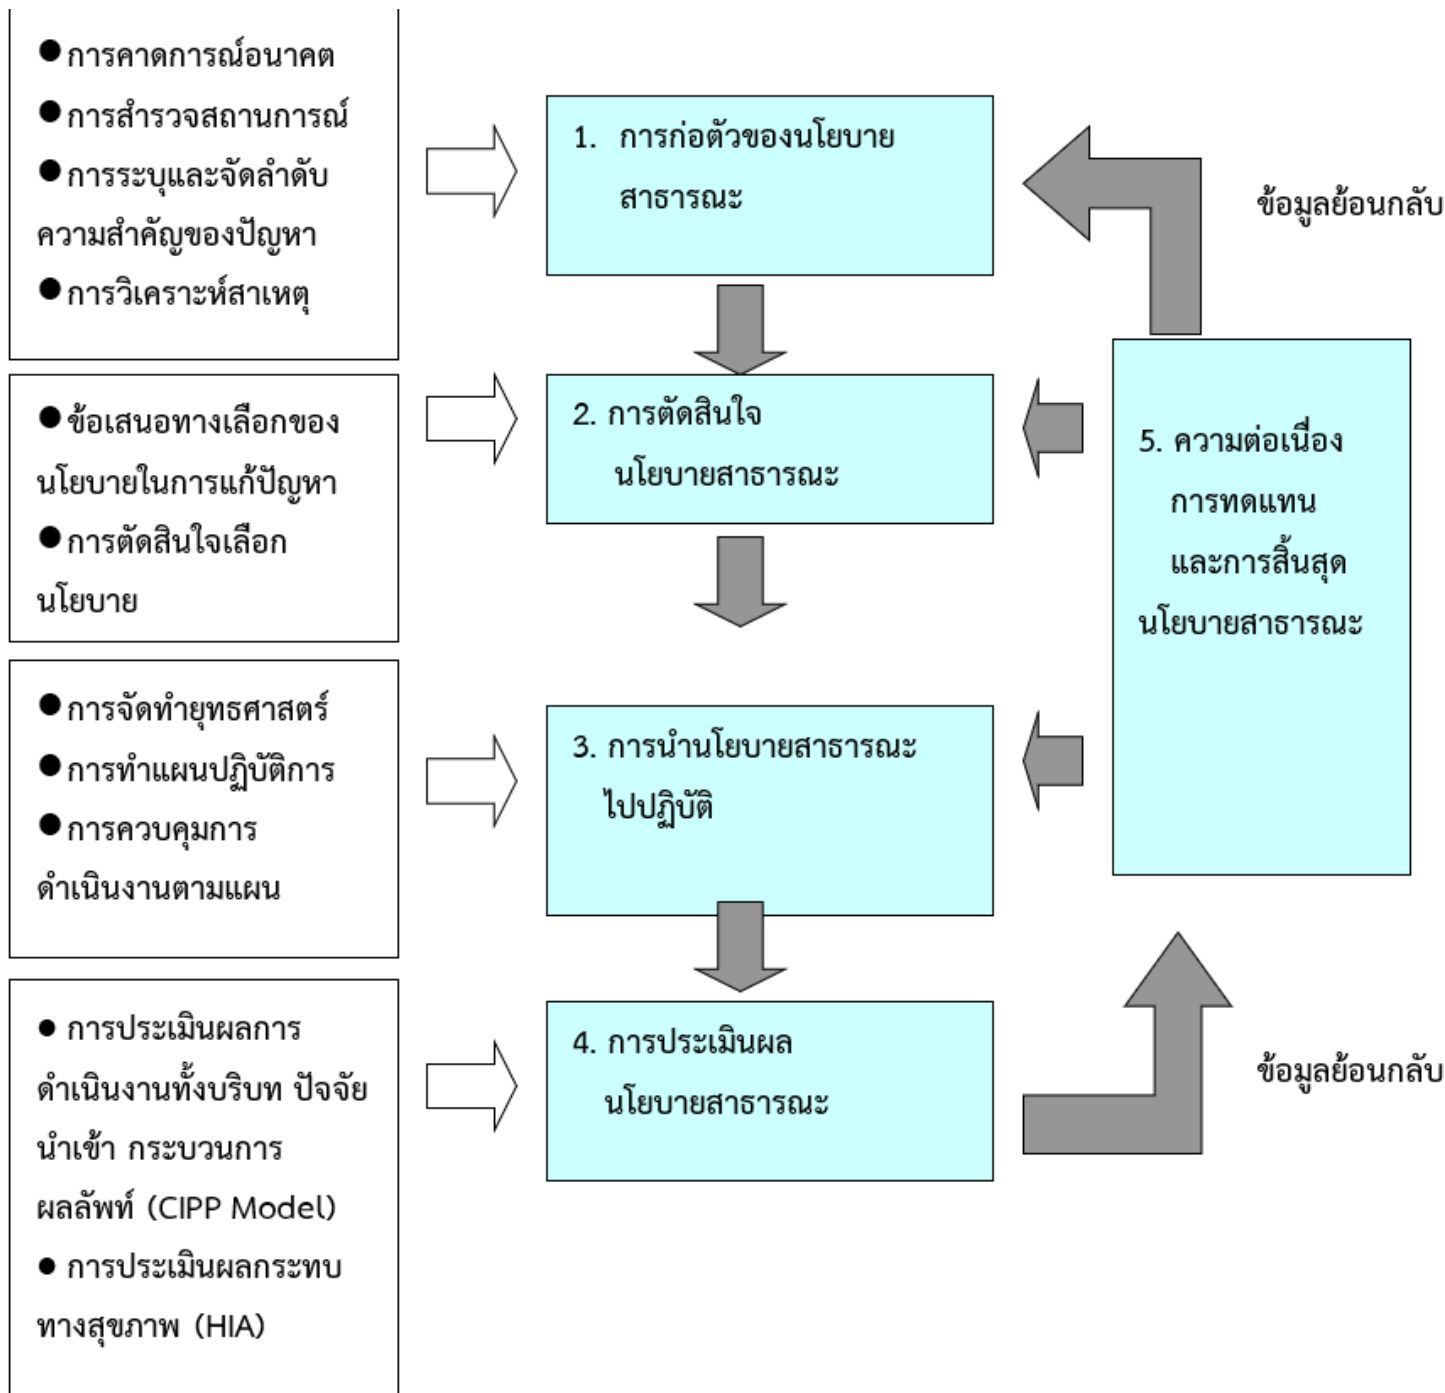 ●การคาดการณ์อนาคต
●การสำรวจสถานการณ์
●การระบุและจัดลำดับ
ความสำคัญของปัญหา
●การวิเคราะห์สาเหตุ
1. การก่อตัวของนโยบาย
สาธารณะ
ข้อมูลย้อนกลับ
●ข้อเสนอทางเลือกของ
นโยบายในการแก้ปัญหา
●การตัดสินใจเลือก
นโยบาย
2. การตัดสินใจ
นโยบายสาธารณะ
5. ความต่อเนื่อง
การทดแทน
และการสิ้นสุด
นโยบายสาธารณะ
●การจัดทำยุทธศาสตร์
●การทำแผนปฏิบัติการ
●การควบคุมการ
ดำเนินงานตามแผน
3. การนำนโยบายสาธารณะ
ไปปฏิบัติ
● การประเมินผลการ
ดำเนินงานทั้งบริบท ปัจจัย
นำเข้า กระบวนการ
ผลลัพท์ (CIPP Model)
● การประเมินผลกระทบ
ทางสุขภาพ (HIA)
4. การประเมินผล
นโยบายสาธารณะ
ข้อมูลย้อนกลับ